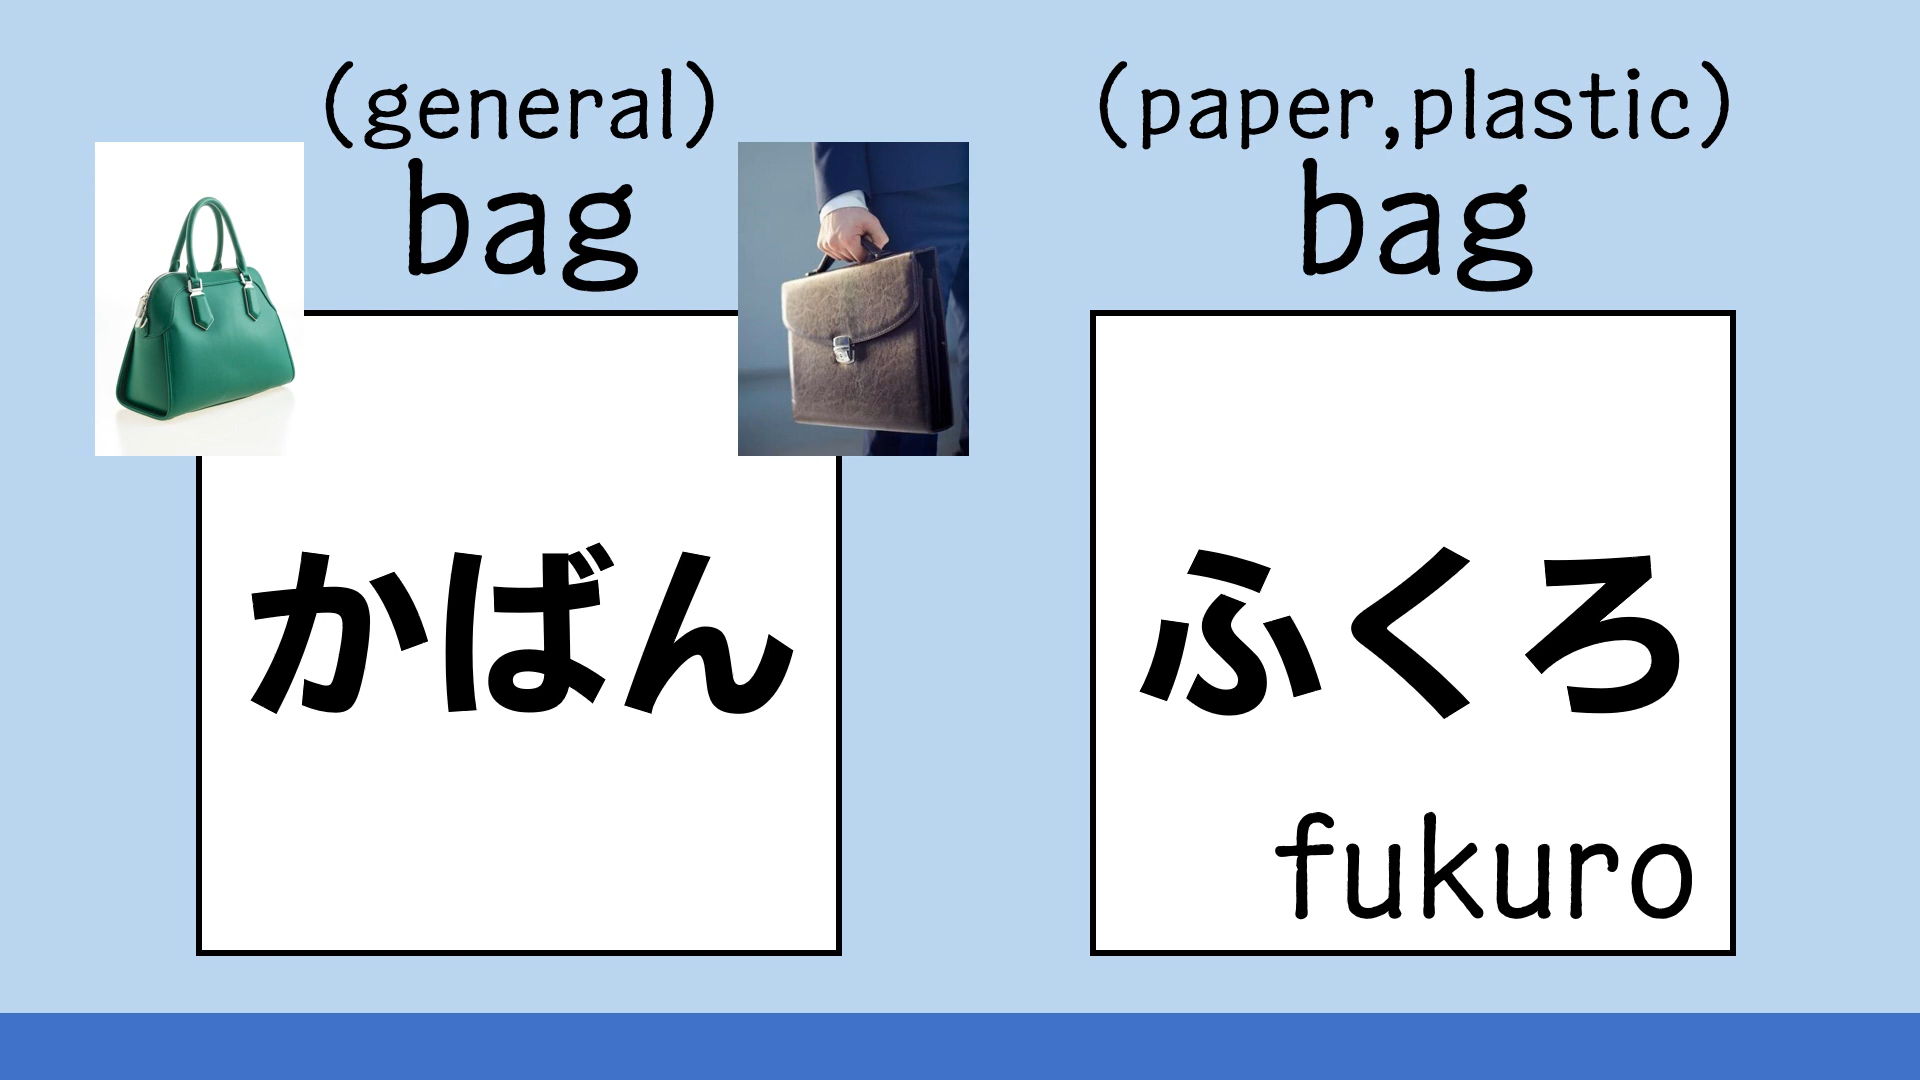 (general)
bag
かばん
(paper,plastic)
bag
ふくろ
fukuro